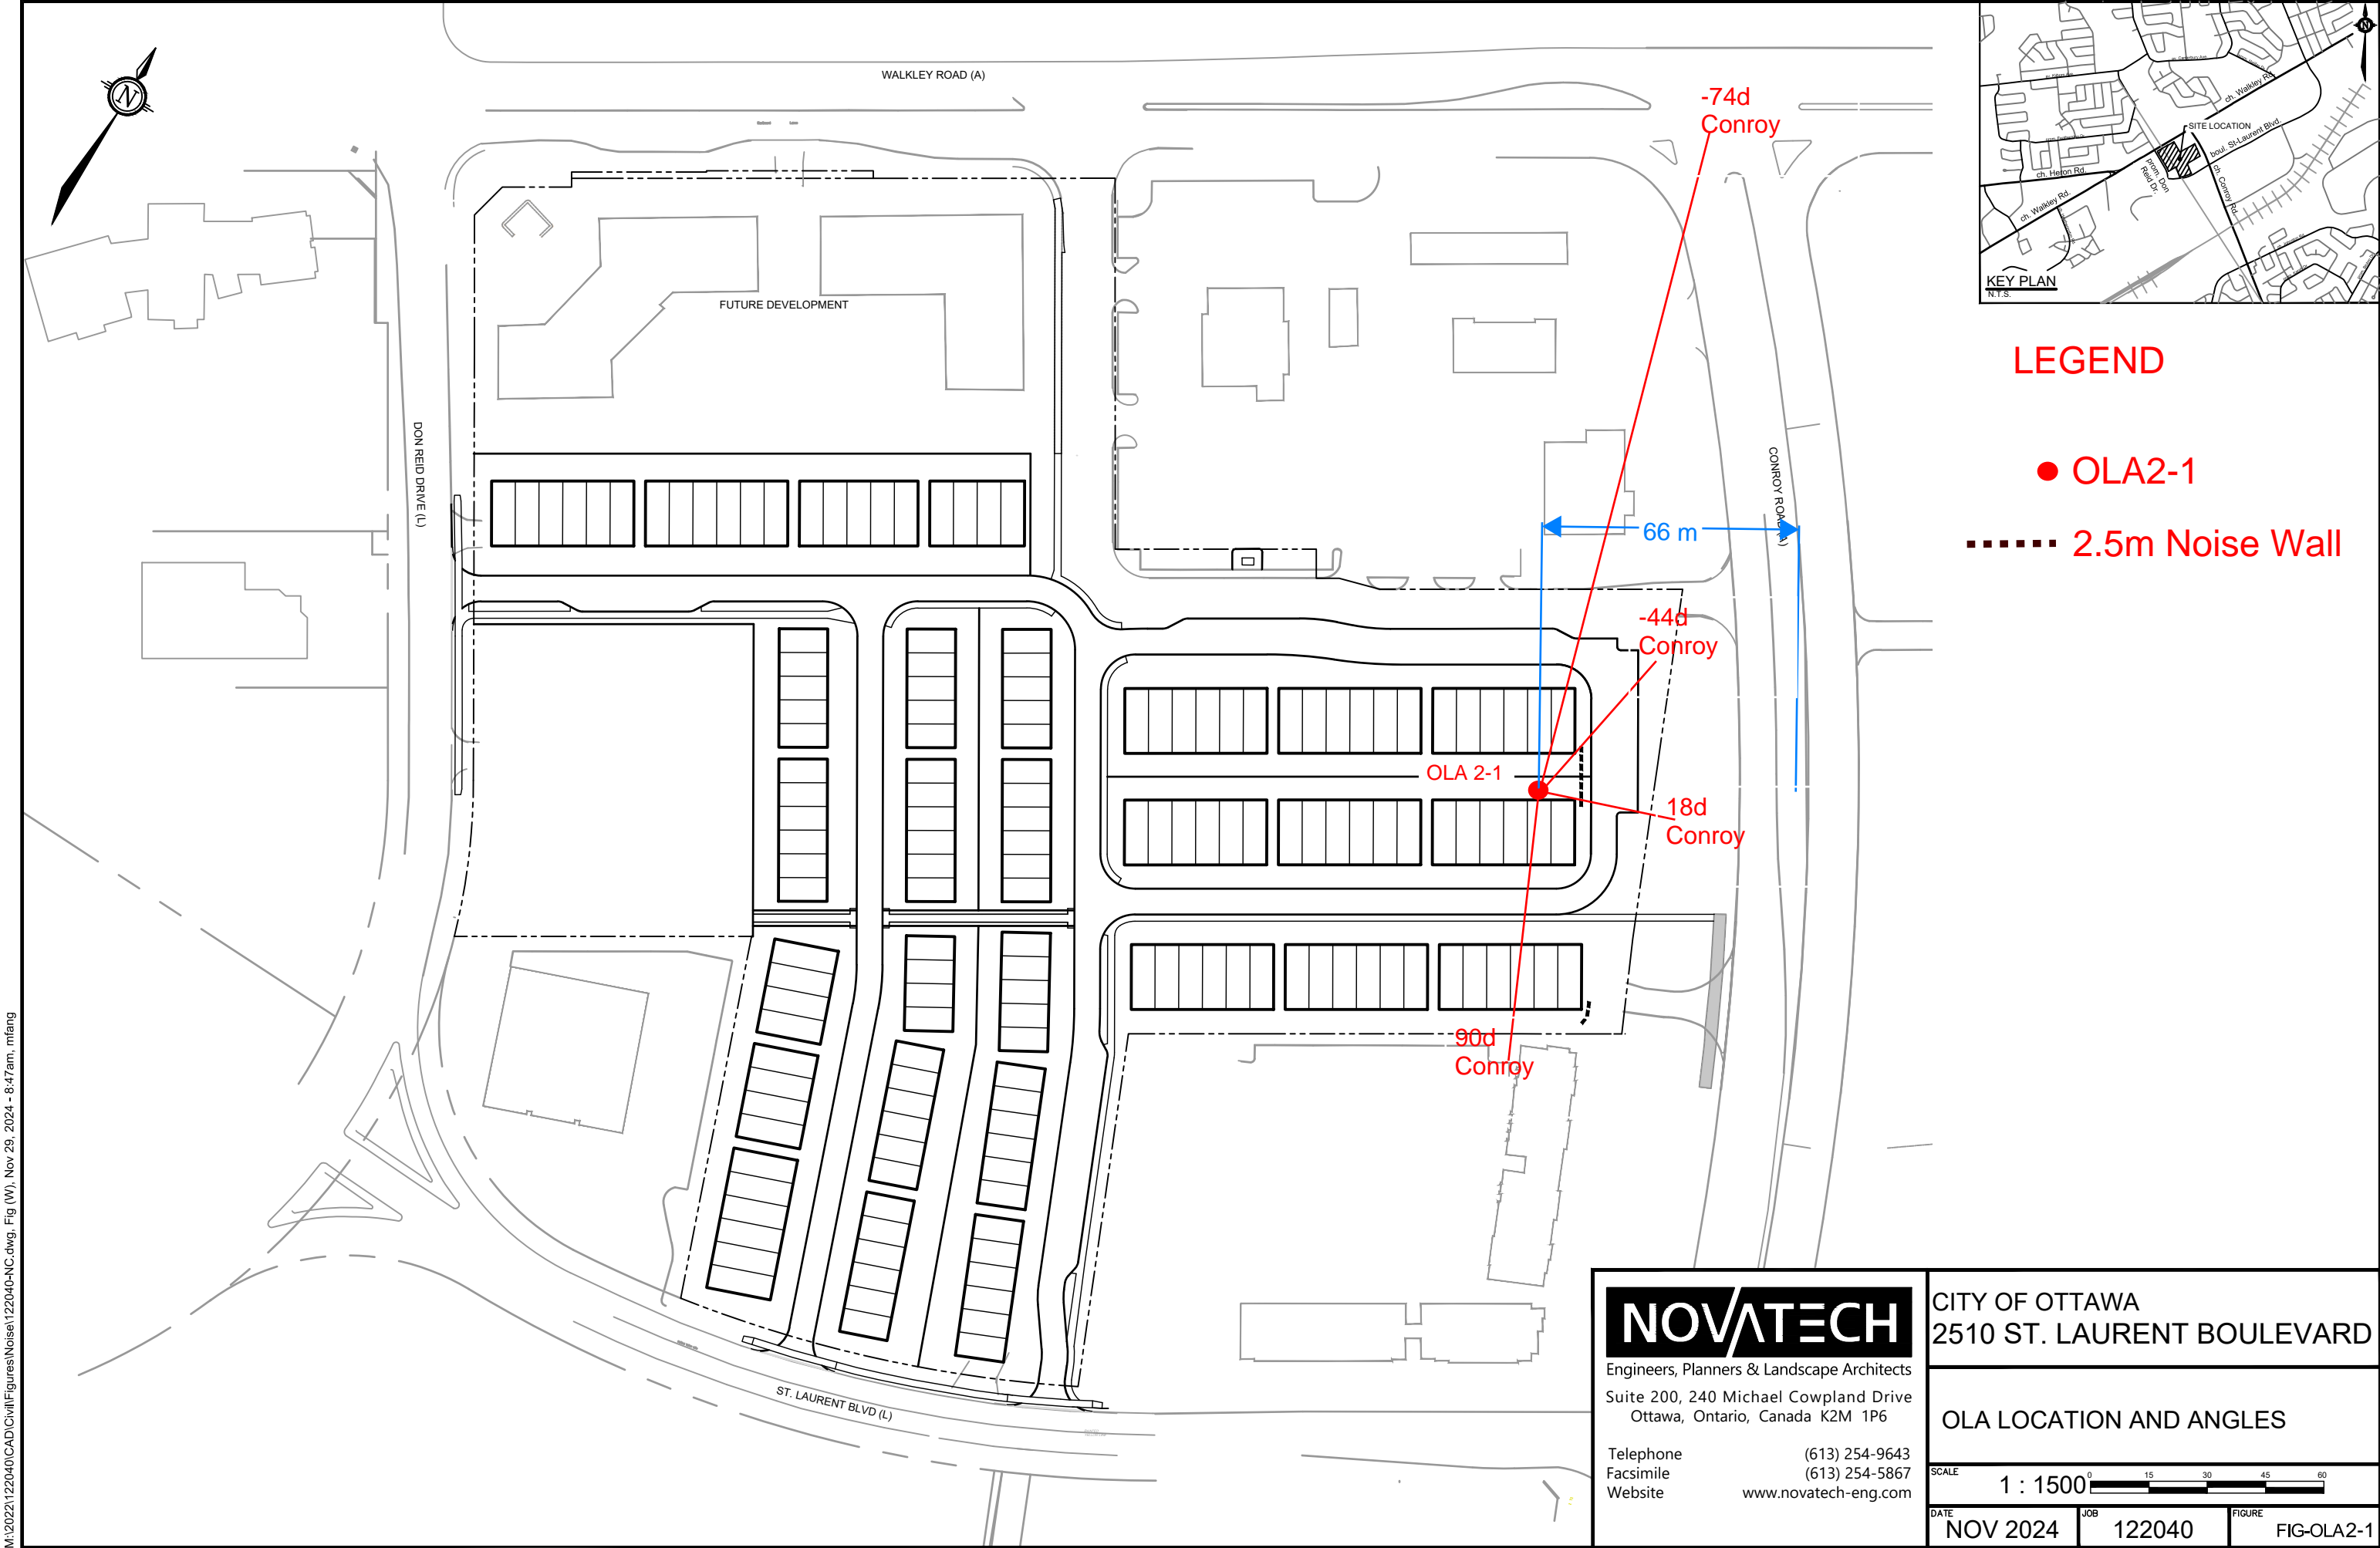 WALKLEY ROAD (A)
-74d
Conroy
N
FUTURE DEVELOPMENT
DON REID DRIVE (L)
CONROY ROAD (A)
66 m
-44d
Conroy
OLA 2-1
18d
Conroy
90d
Conroy
ST. LAURENT BLVD (L)
N
ch. Walkley Rd.
SITE LOCATION
boul. St-Laurent Blvd.
ch. Heron Rd.
prom. Don
Reid Dr.
ch. Conroy Rd.
ch. Walkley Rd.
KEY PLAN
N.T.S.
LEGEND
OLA2-1
2.5m Noise Wall
NOVATECH
Engineers, Planners & Landscape Architects
Suite 200, 240 Michael Cowpland Drive
Ottawa, Ontario, Canada K2M 1P6
Telephone (613) 254-9643
Facsimile (613) 254-5867
Website www.novatech-eng.com
CITY OF OTTAWA
2510 ST. LAURENT BOULEVARD
OLA LOCATION AND ANGLES
SCALE
1 : 1500
0 15 30 45 60
DATE
NOV 2024
JOB
122040
FIGURE
FIG-OLA2-1
M:\2022\122040\CAD\Civil\Figures\Noise\122040-NC.dwg, Fig (W), Nov 29, 2024 - 8:47am, mfang